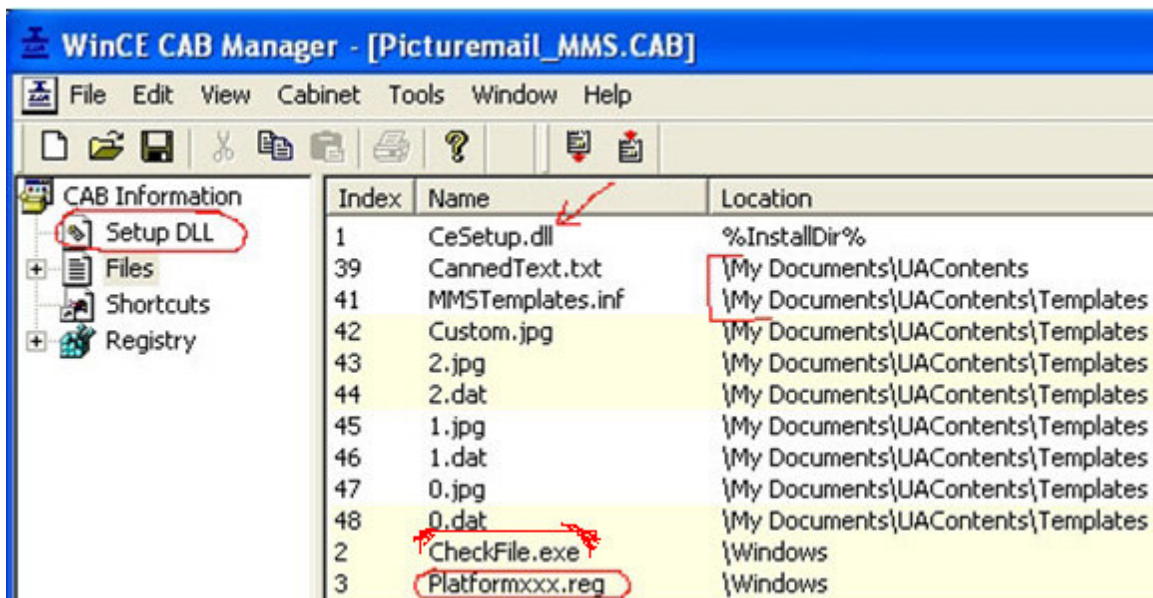 WinCE CAB Manager - [Picturemail_MMS.CAB]
File Edit View Cabinet Tools Window Help
CAB Information
Setup DLL
Files
Shortcuts
Registry
Index Name Location
1 CeSetup.dll %InstallDir%
39 CannedText.txt \My Documents\UAContents
41 MMSTemplates.inf \My Documents\UAContents\Templates
42 Custom.jpg \My Documents\UAContents\Templates
43 2.jpg \My Documents\UAContents\Templates
44 2.dat \My Documents\UAContents\Templates
45 1.jpg \My Documents\UAContents\Templates
46 1.dat \My Documents\UAContents\Templates
47 0.jpg \My Documents\UAContents\Templates
48 0.dat \My Documents\UAContents\Templates
2 CheckFile.exe \Windows
3 Platformxxx.reg \Windows